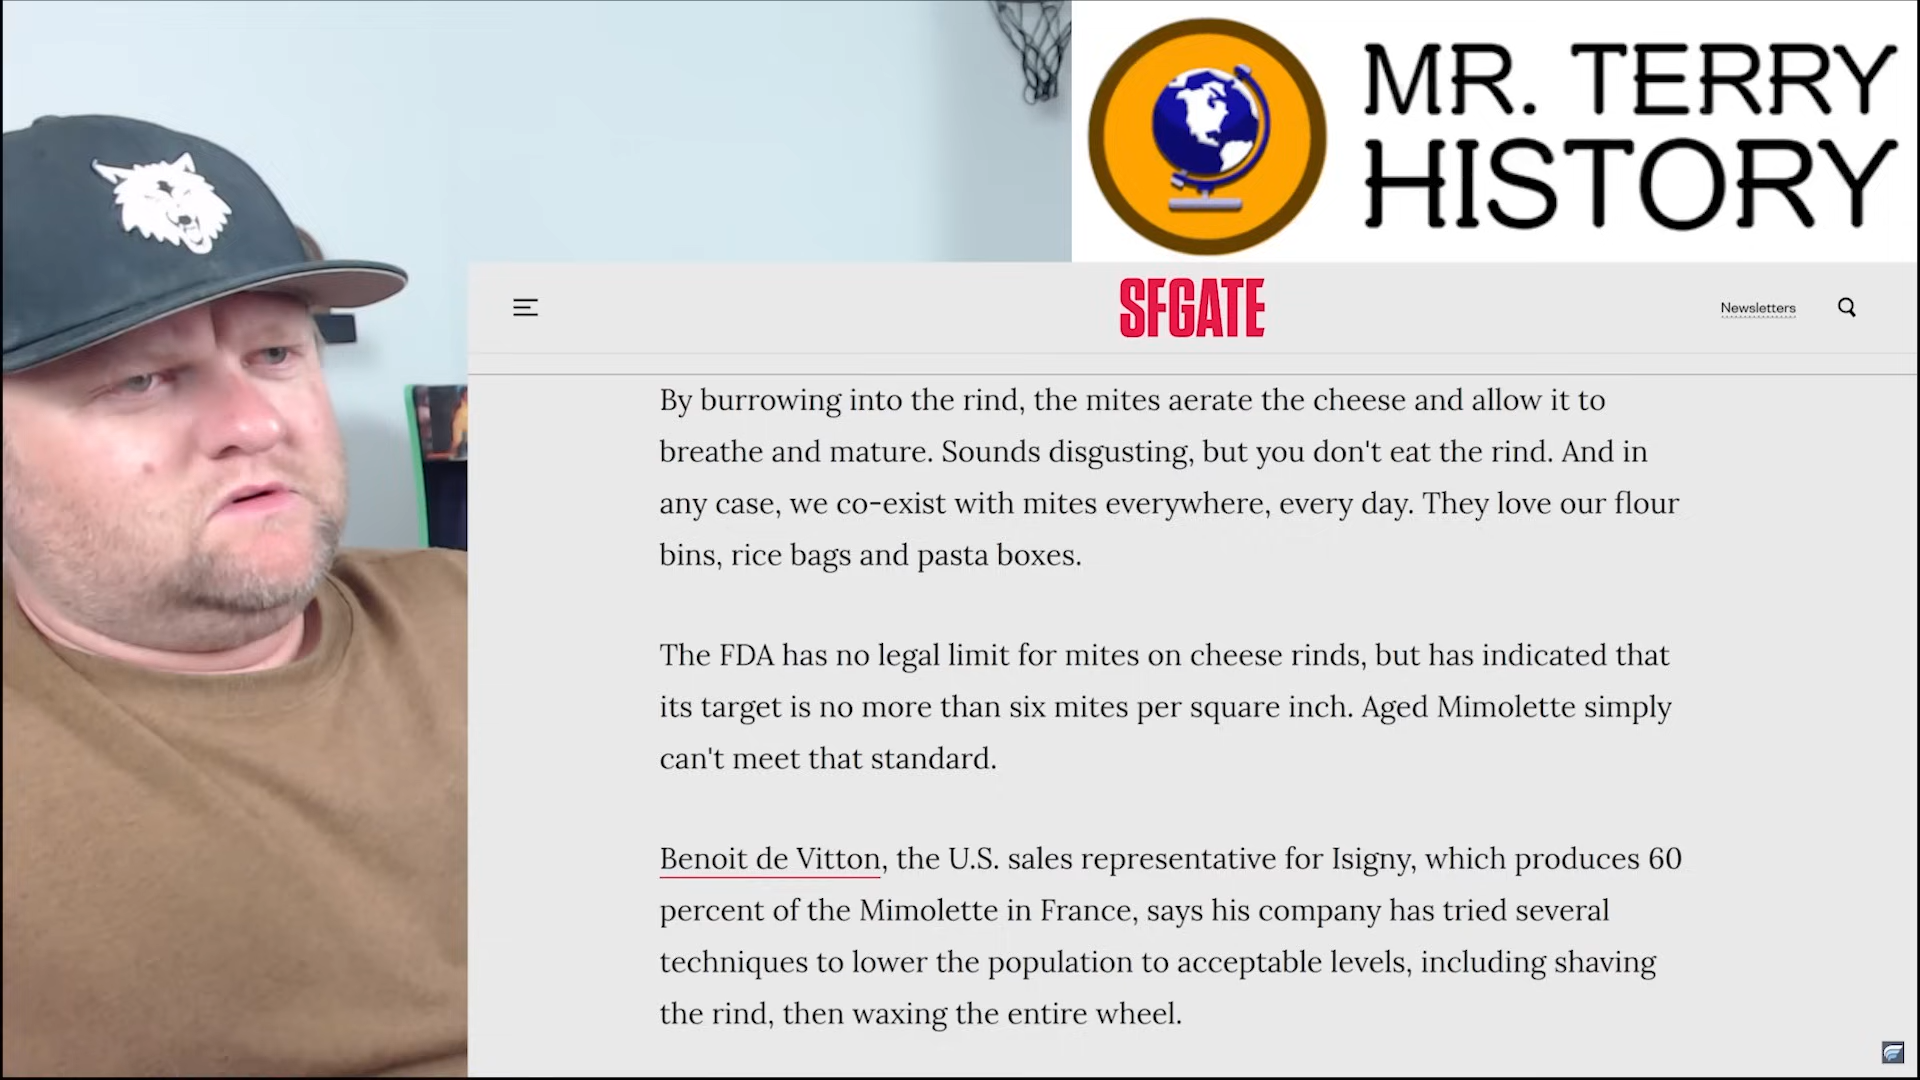 MR. TERRY
HISTORY
SFGATE
Newsletters
By burrowing into the rind, the mites aerate the cheese and allow it to
breathe and mature. Sounds disgusting, but you don't eat the rind. And in
any case, we co-exist with mites everywhere, every day. They love our flour
bins, rice bags and pasta boxes.
The FDA has no legal limit for mites on cheese rinds, but has indicated that
its target is no more than six mites per square inch. Aged Mimolette simply
can't meet that standard.
Benoit de Vitton, the U.S. sales representative for Isigny, which produces 60
percent of the Mimolette in France, says his company has tried several
techniques to lower the population to acceptable levels, including shaving
the rind, then waxing the entire wheel.